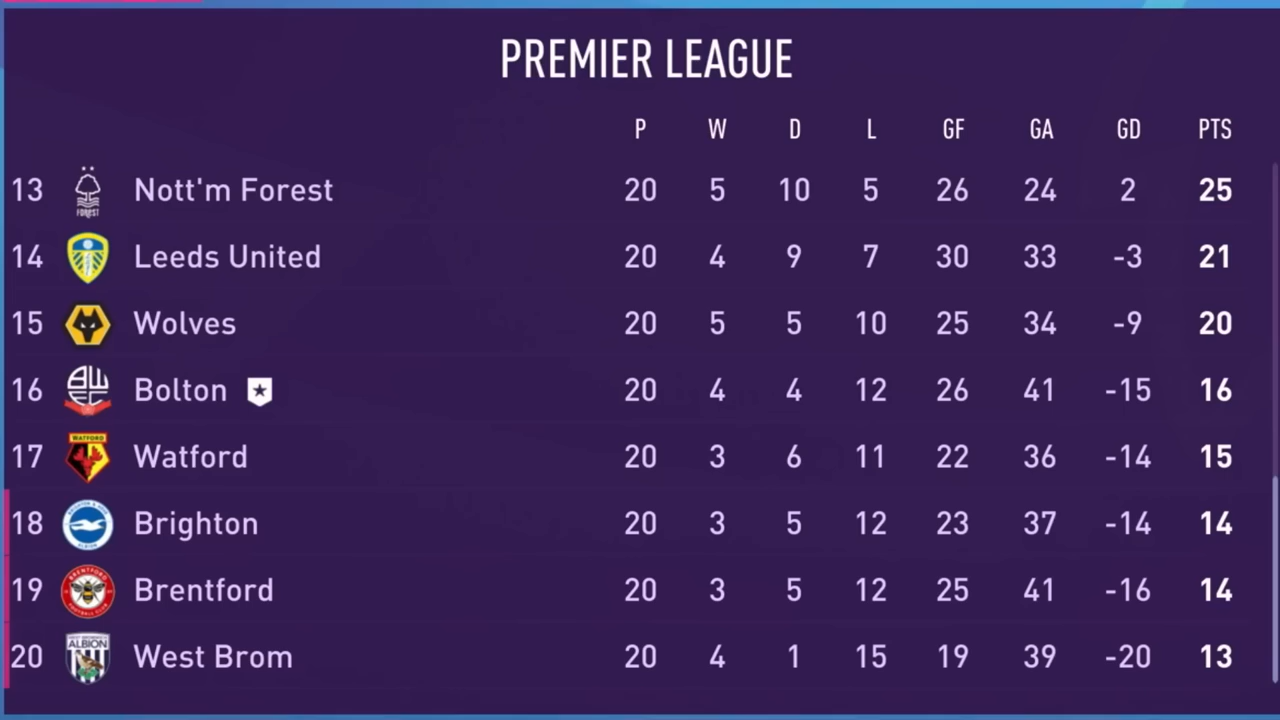 PREMIER LEAGUE
P W D L GF GA GD PTS
13 Nott'm Forest 20 5 10 5 26 24 2 25
14 Leeds United 20 4 9 7 30 33 -3 21
15 Wolves 20 5 5 10 25 34 -9 20
16 Bolton 20 4 4 12 26 41 -15 16
17 Watford 20 3 6 11 22 36 -14 15
18 Brighton 20 3 5 12 23 37 -14 14
19 Brentford 20 3 5 12 25 41 -16 14
20 West Brom 20 4 1 15 19 39 -20 13
FOREST
WATFORD
BRENTFORD
ALBION